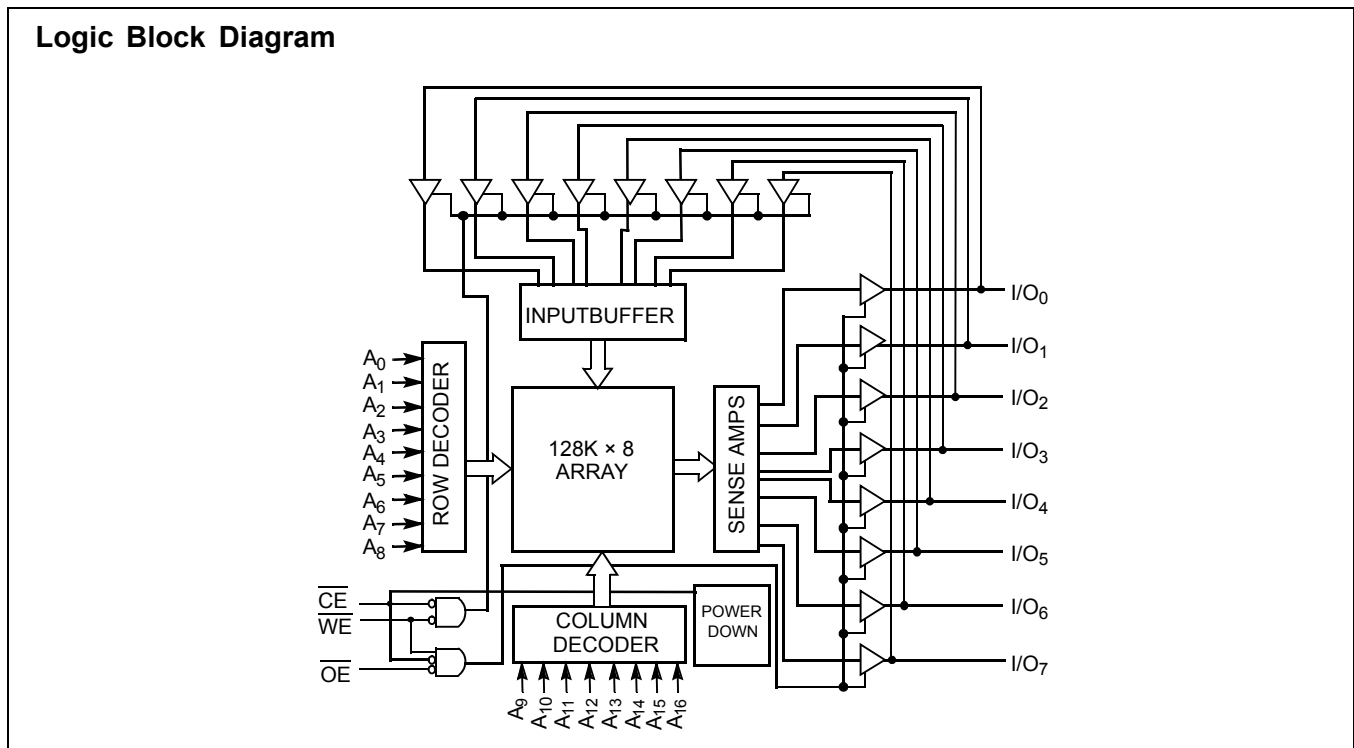 Logic Block Diagram
INPUTBUFFER
A0
A1
A2
A3
A4
A5
A6
A7
A8
ROW DECODER
128K × 8
ARRAY
SENSE AMPS
I/O0
I/O1
I/O2
I/O3
I/O4
I/O5
I/O6
I/O7
CE
WE
OE
COLUMN
DECODER
POWER
DOWN
A9
A10
A11
A12
A13
A14
A15
A16